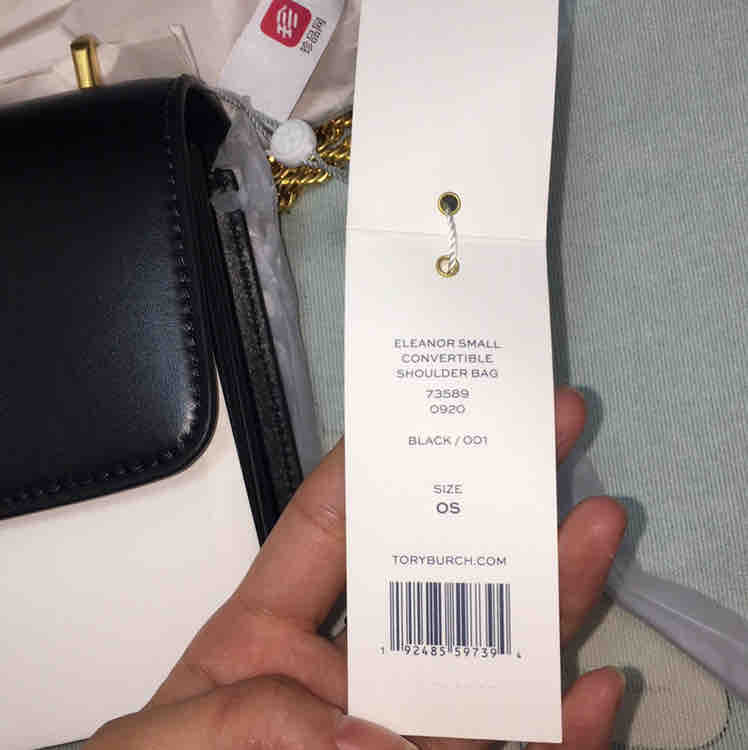 ELEANOR SMALL
CONVERTIBLE
SHOULDER BAG
73589
0920
BLACK / 001
SIZE
OS
TORYBURCH.COM
1 92485 59739 4